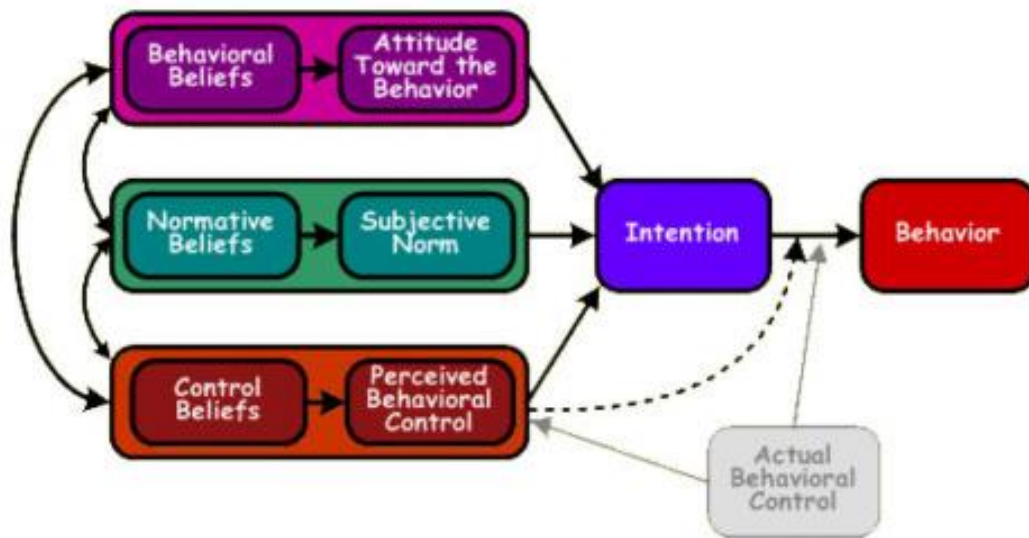 Behavioral
Beliefs
Attitude
Toward the
Behavior
Normative
Beliefs
Subjective
Norm
Intention
Behavior
Control
Beliefs
Perceived
Behavioral
Control
Actual
Behavioral
Control